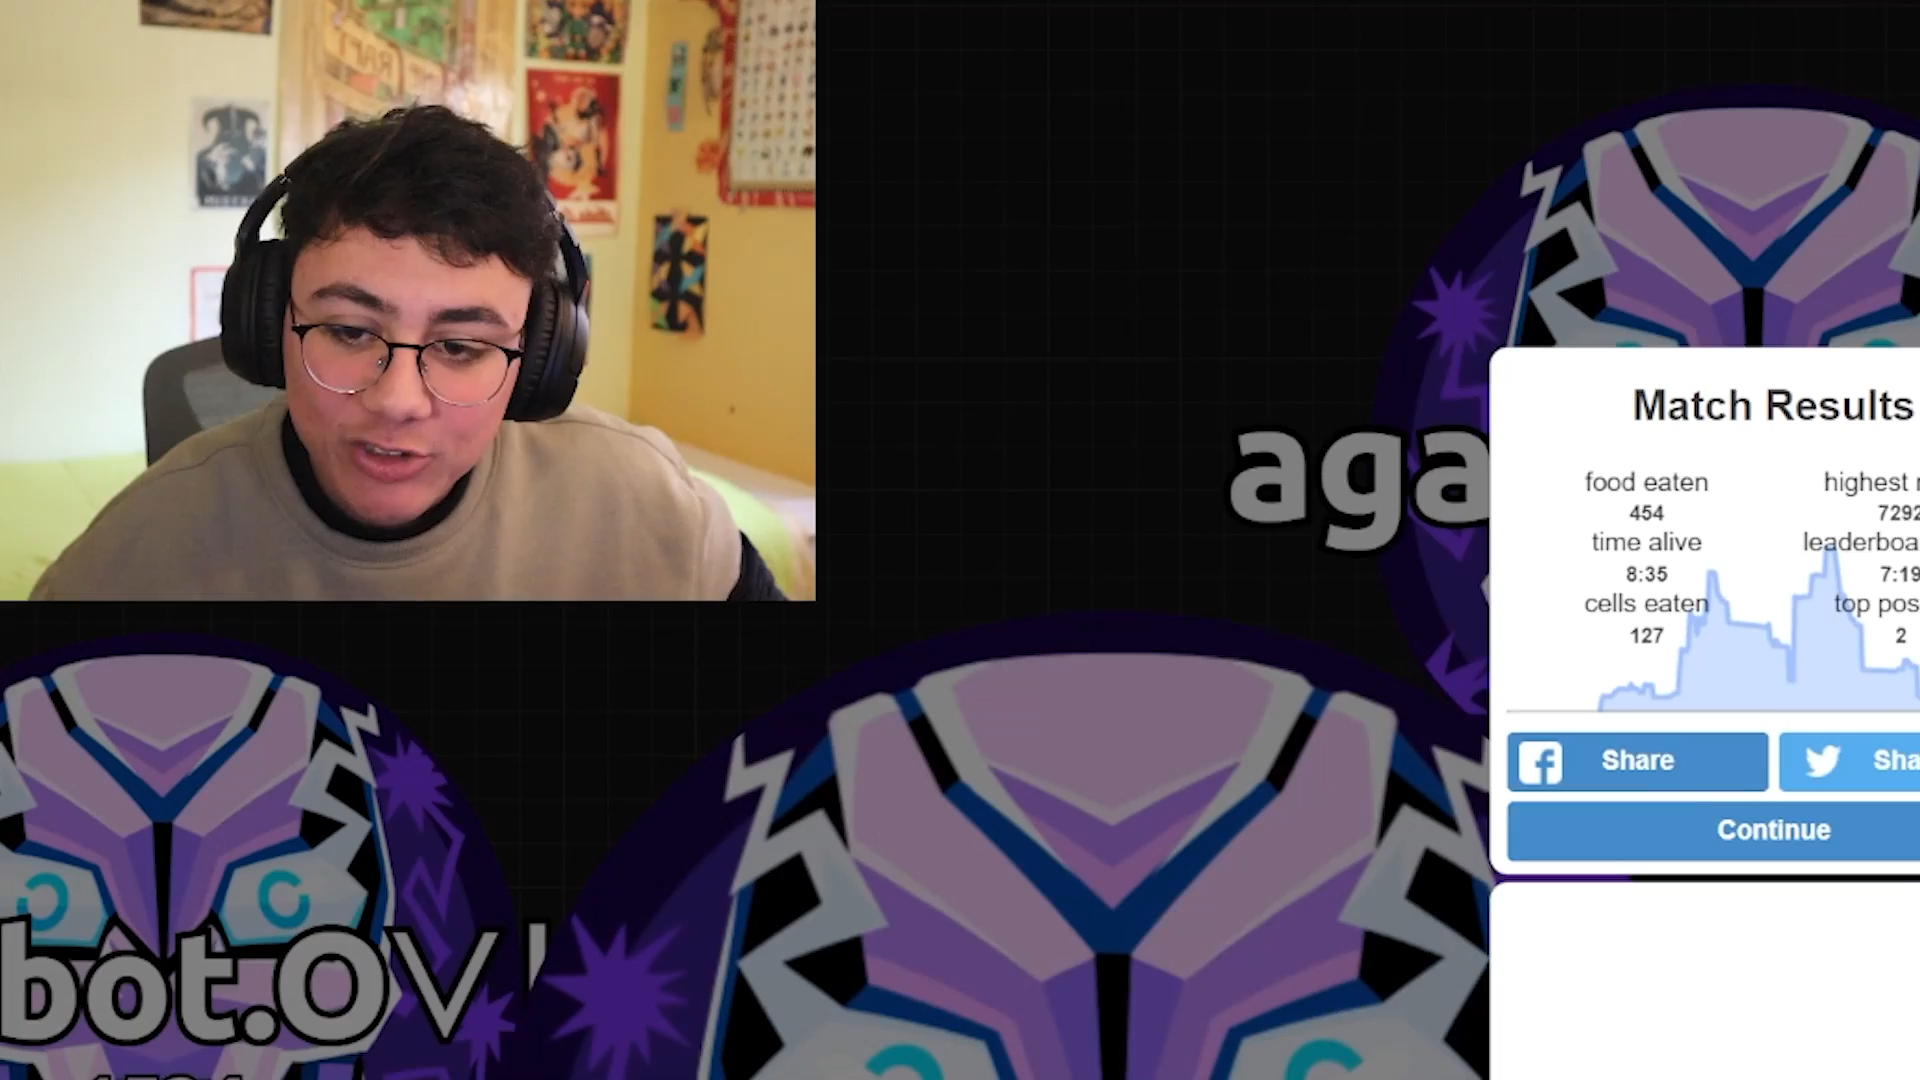 Match Results
food eaten
454
time alive
8:35
cells eaten
127
highest
7292
leaderboa
7:19
top pos
2
Share
Sha
Continue
aga
bot.OV